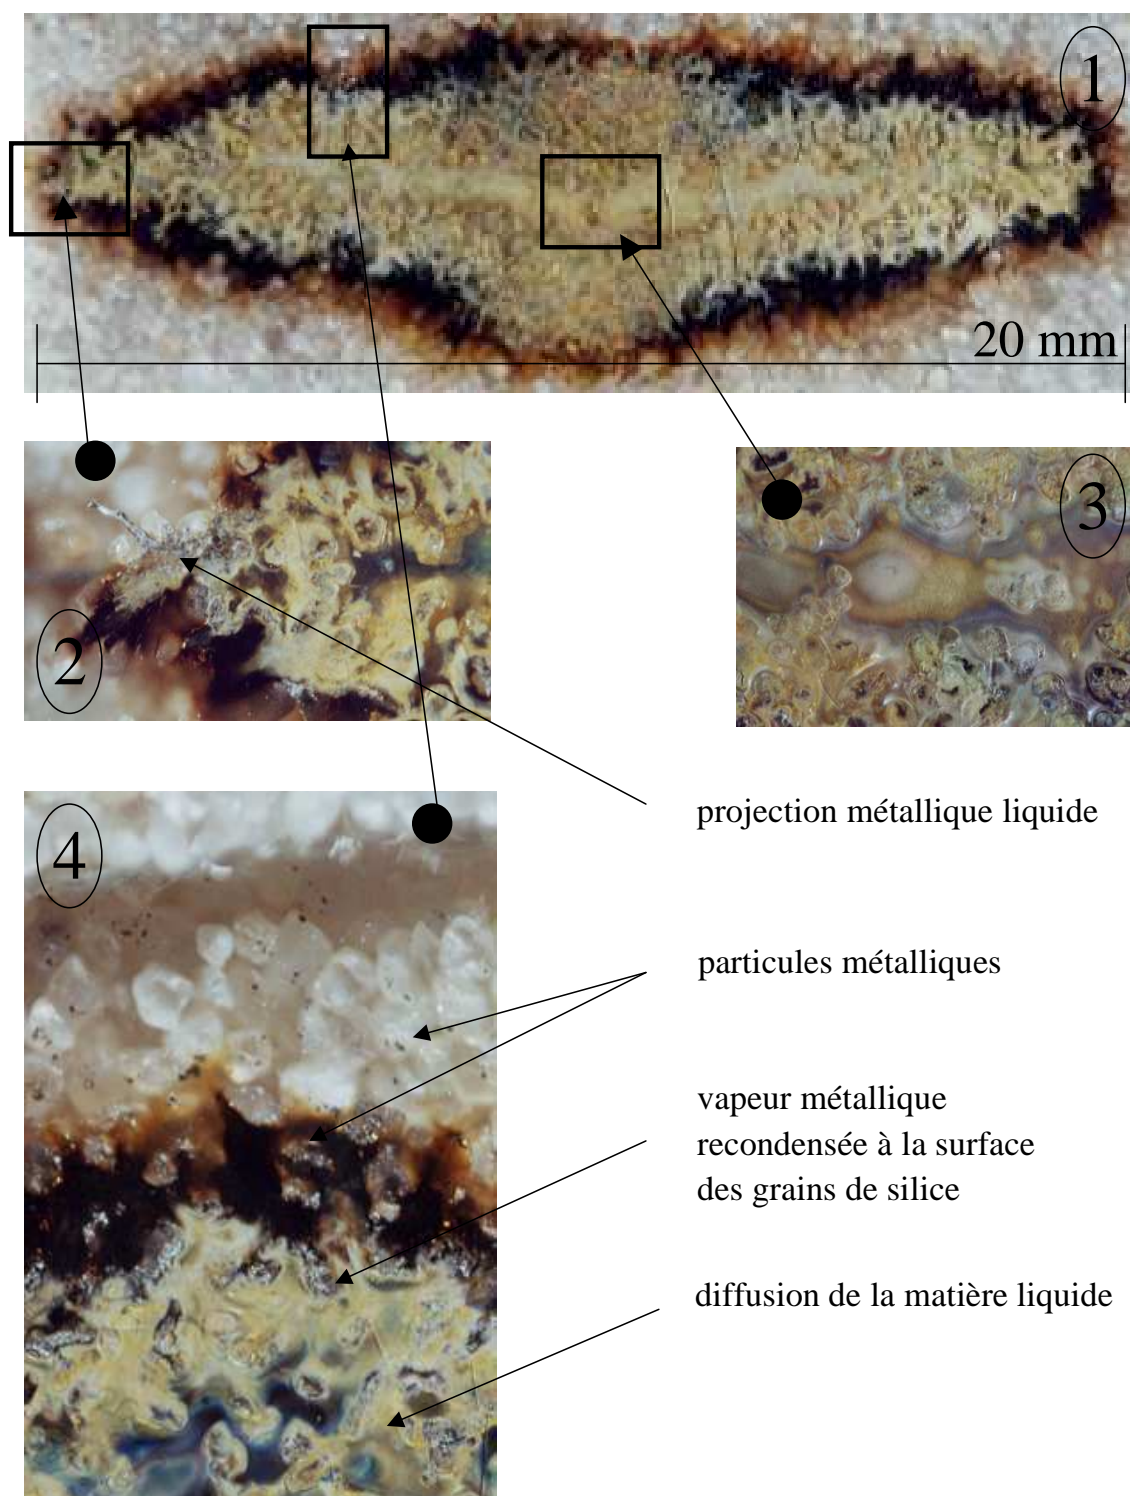 1
20 mm
2
3
projection métallique liquide
4
particules métalliques
vapeur métallique
recondensée à la surface
des grains de silice
diffusion de la matière liquide